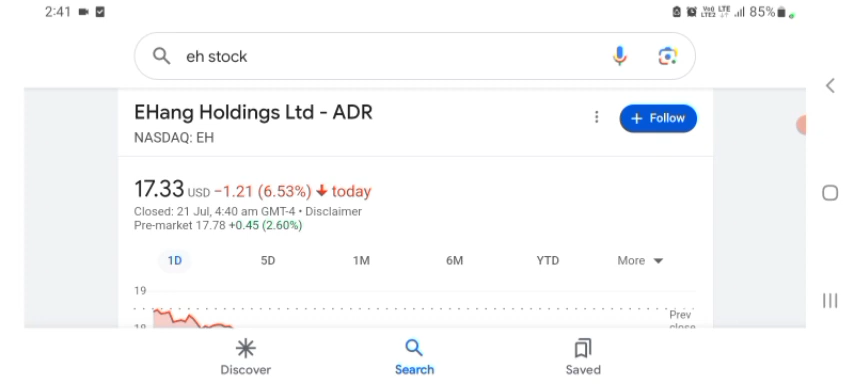 2:41
85%
eh stock
EHang Holdings Ltd - ADR
+ Follow
NASDAQ: EH
17.33 USD −1.21 (6.53%) ↓ today
Closed: 21 Jul, 4:40 am GMT-4 • Disclaimer
Pre-market 17.78 +0.45 (2.60%)
1D 5D 1M 6M YTD More
19
Prev
close
18
Discover Search Saved